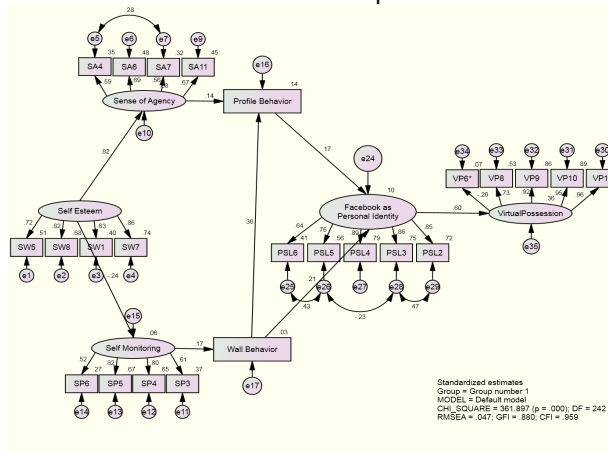 e5 e6 e7 e9
.28
.35 .48 .32 .45
SA4 SA6 SA7 SA11
.59 .69 .56 .67
Sense of Agency
e10
e16
.14
.14
Profile Behavior
.82
.17
e24
.10
Facebook as
Personal Identity
.60
e34 e33 e32 e31 e30
.07 .53 .86 .89
VP6* VP8 VP9 VP10 VP1
-.26 .73 .92 .95 .96
.36
VirtualPossession
e35
Self Esteem
.72 .82 .63 .86
.51 .68 .40 .74
SW5 SW8 SW1 SW7
e1 e2 e3 e4
-.24
.36
.64 .75 .89 .86 .85
.41 .56 .79 .75 .72
PSL6 PSL5 PSL4 PSL3 PSL2
.21
e25 e26 e27 e28 e29
.43 -.23 .47
e15
.06
Self Monitoring
.17
.03
Wall Behavior
e17
.52 .82 .80 .61
.27 .67 .65 .37
SP6 SP5 SP4 SP3
e14 e13 e12 e11
Standardized estimates
Group = Group number 1
MODEL = Default model
CHI_SQUARE = 361.897 (p = .000); DF = 242
RMSEA = .047; GFI = .880; CFI = .959